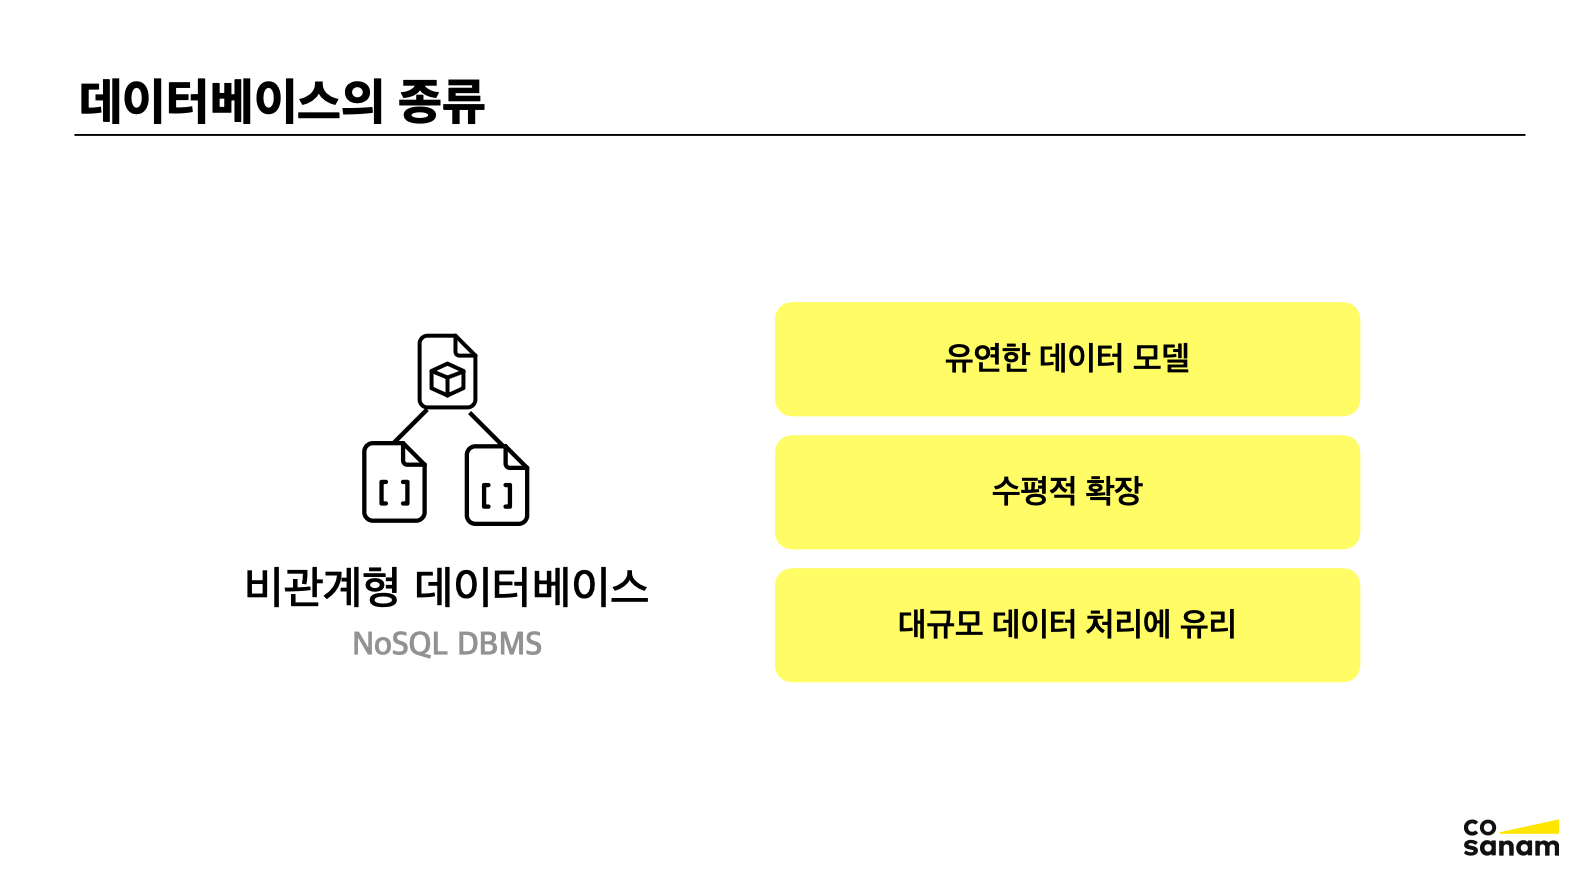 데이터베이스의 종류
[ ]
[ ]
비관계형 데이터베이스
NoSQL DBMS
유연한 데이터 모델
수평적 확장
대규모 데이터 처리에 유리
co
sanam